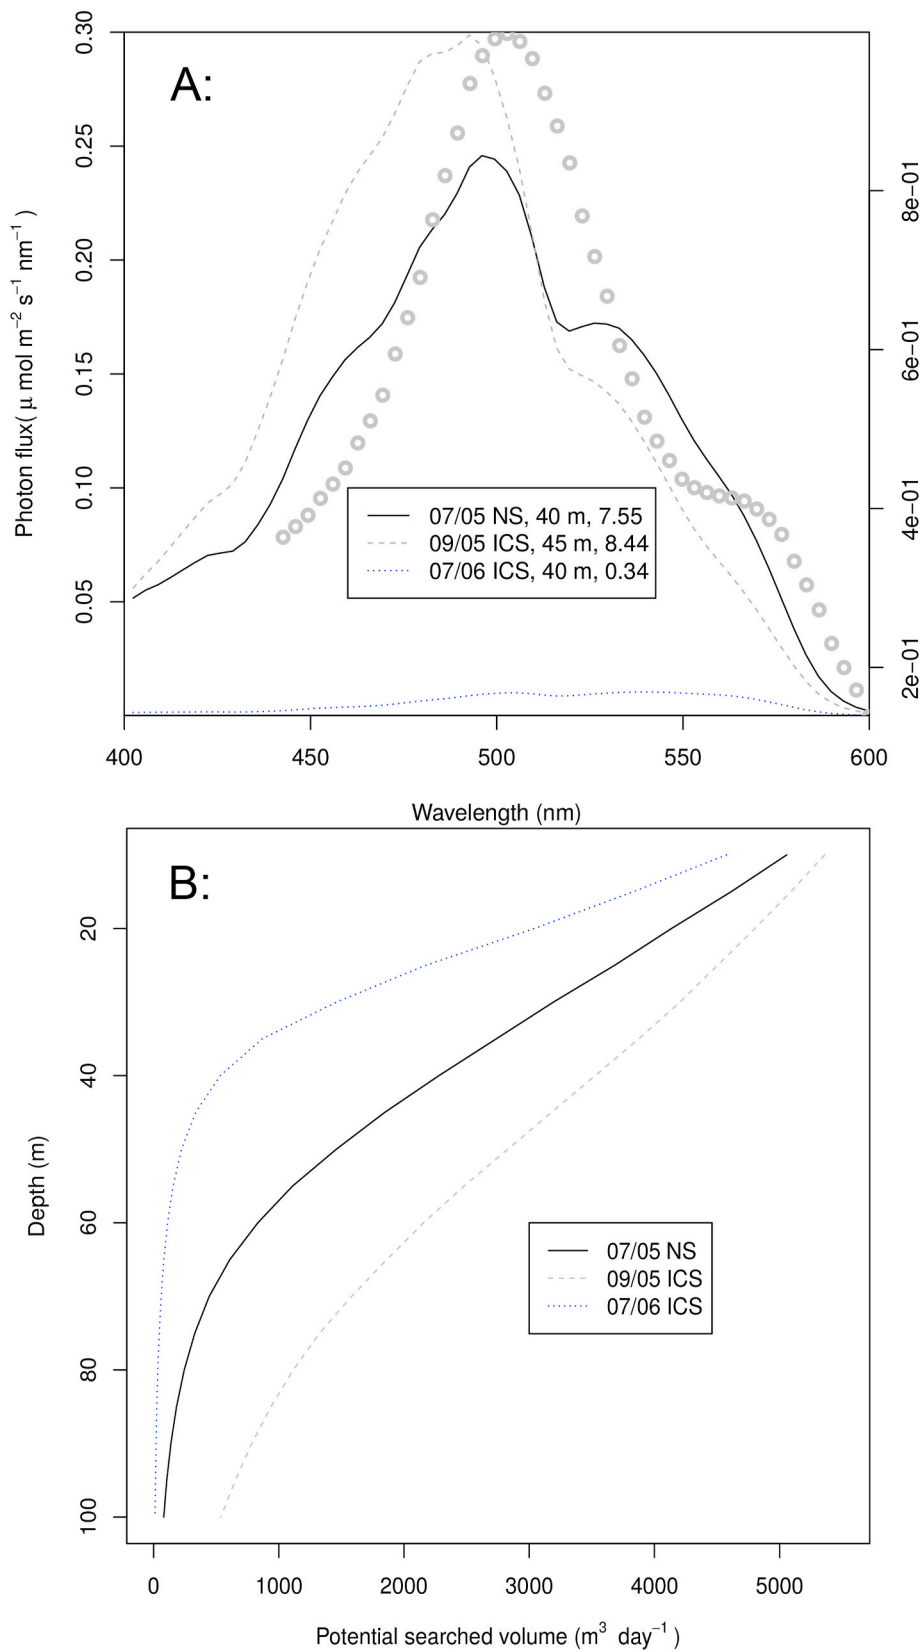 A:
0.30
0.25
0.20
0.15
0.10
0.05
Photon flux( μ mol m⁻² s⁻¹ nm⁻¹ )
8e-01
6e-01
4e-01
2e-01
07/05 NS, 40 m, 7.55
09/05 ICS, 45 m, 8.44
07/06 ICS, 40 m, 0.34
400 450 500 550 600
Wavelength (nm)
B:
20
40
60
80
100
Depth (m)
07/05 NS
09/05 ICS
07/06 ICS
0 1000 2000 3000 4000 5000
Potential searched volume (m³ day⁻¹ )